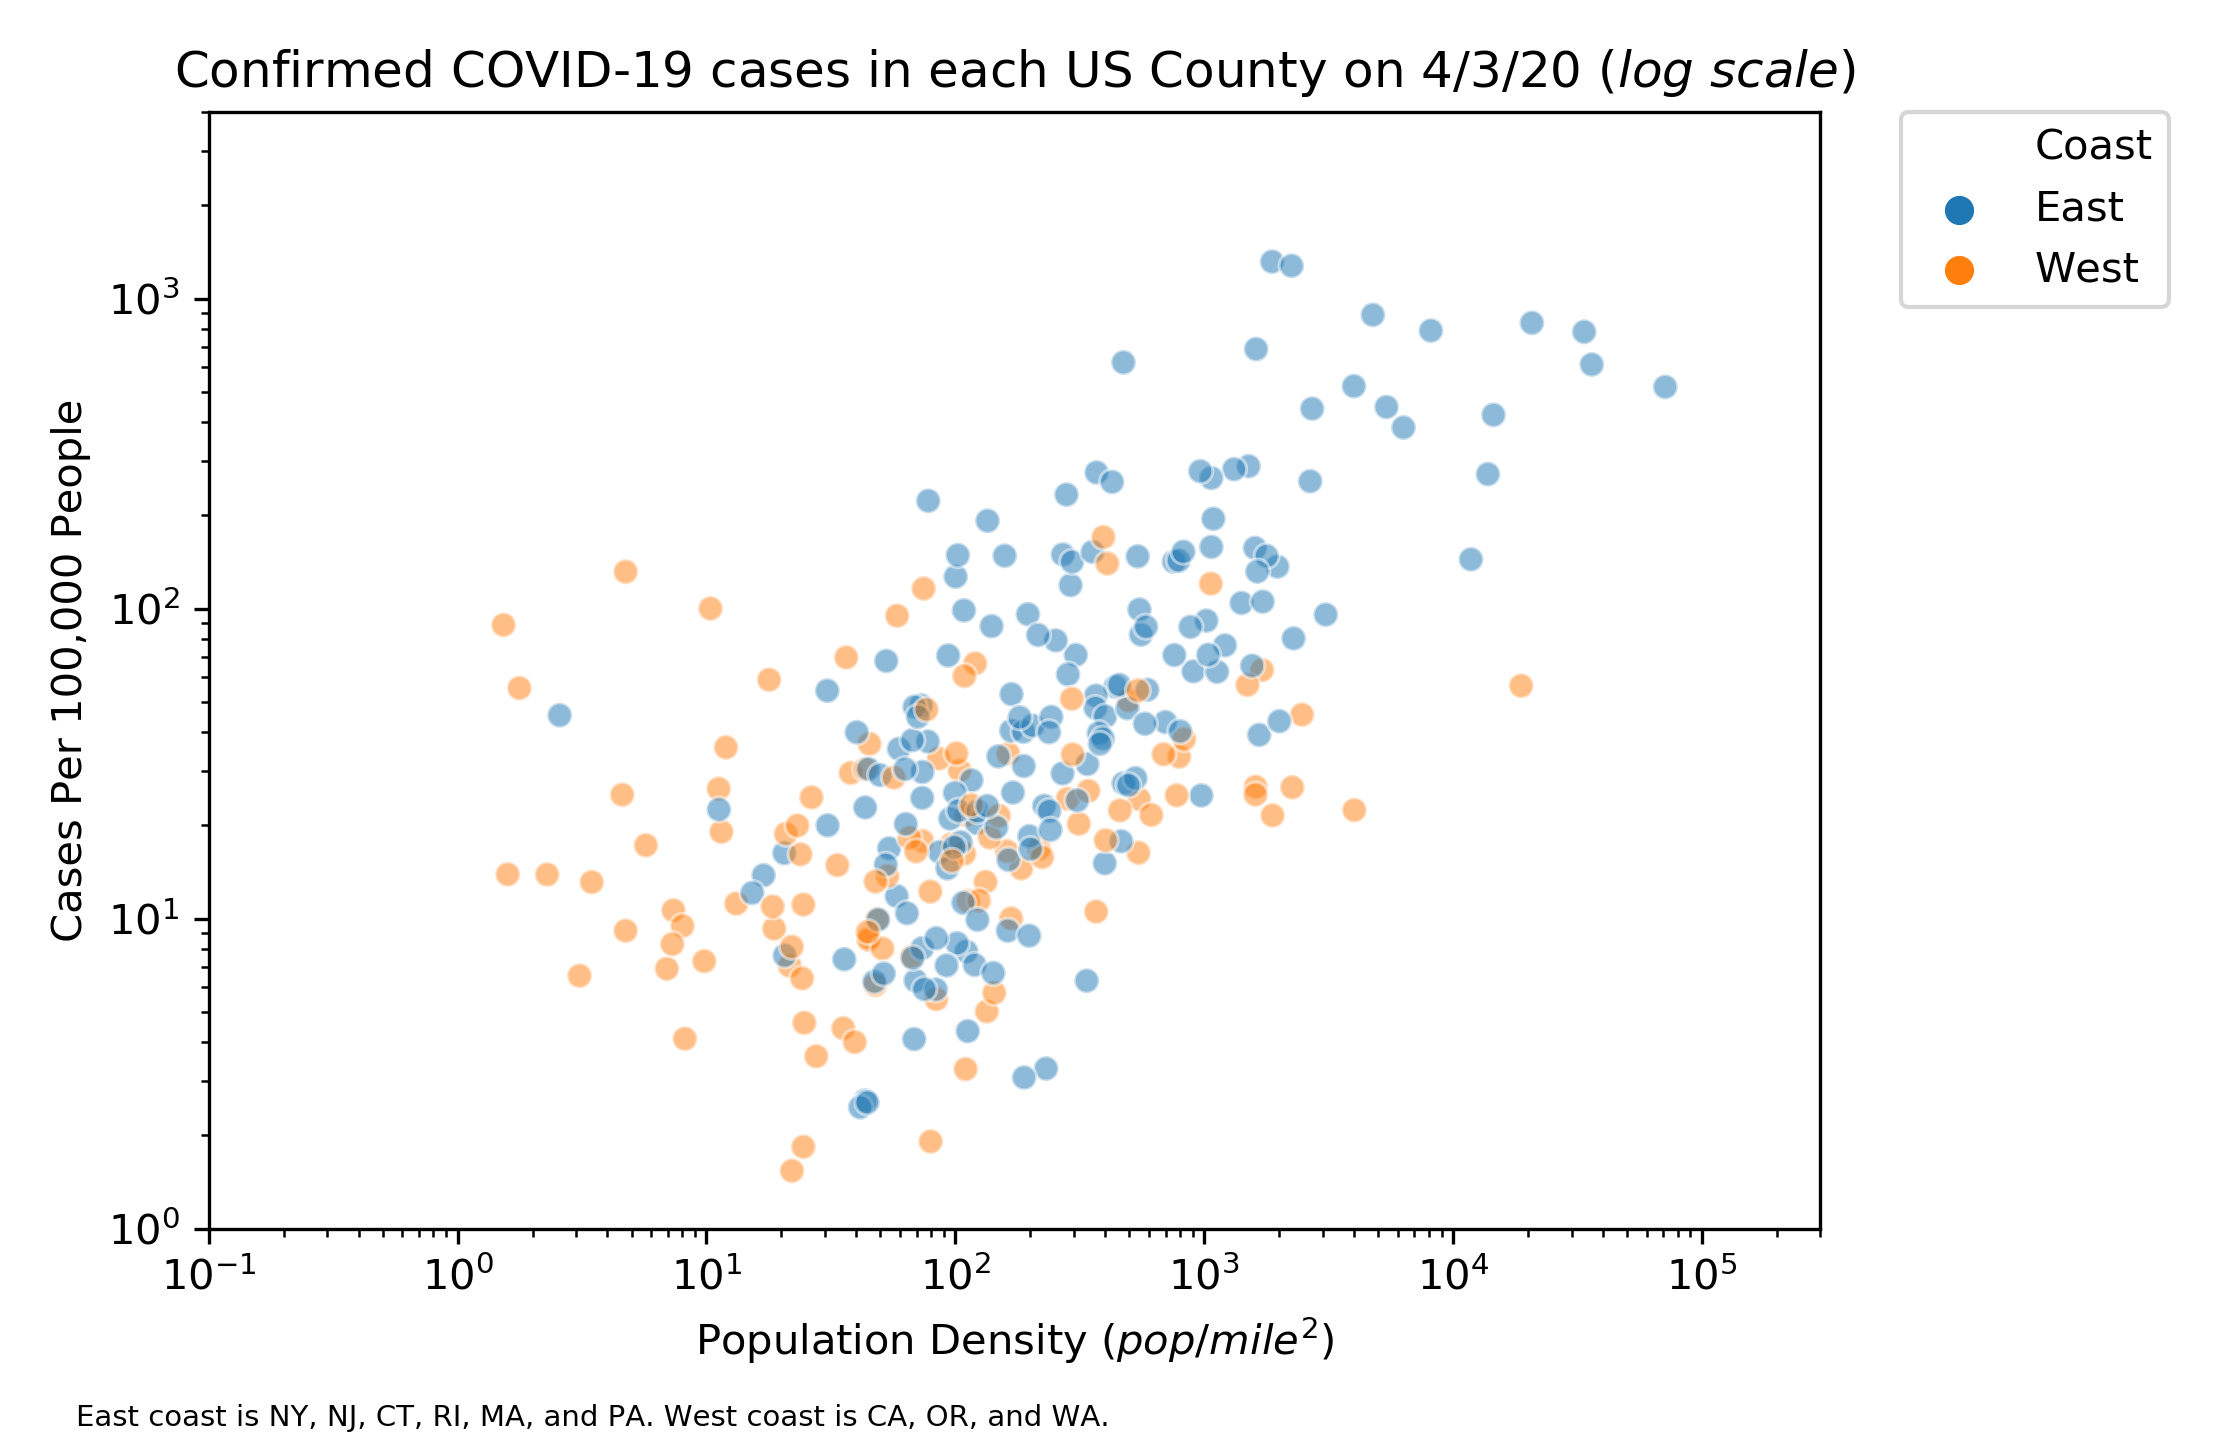 Confirmed COVID-19 cases in each US County on 4/3/20 (log scale)
Coast
East
West
Cases Per 100,000 People
10³
10²
10¹
10⁰
10⁻¹ 10⁰ 10¹ 10² 10³ 10⁴ 10⁵
Population Density (pop/mile²)
East coast is NY, NJ, CT, RI, MA, and PA. West coast is CA, OR, and WA.